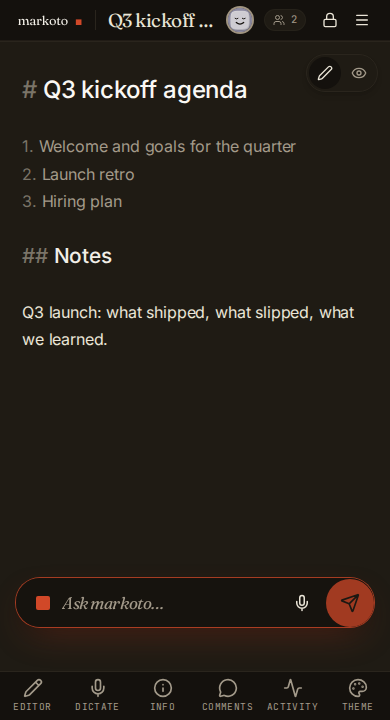 markoto
Q3 kickoff ...
2
# Q3 kickoff agenda
1. Welcome and goals for the quarter
2. Launch retro
3. Hiring plan
## Notes
Q3 launch: what shipped, what slipped, what
we learned.
Ask markoto...
EDITOR DICTATE INFO COMMENTS ACTIVITY THEME